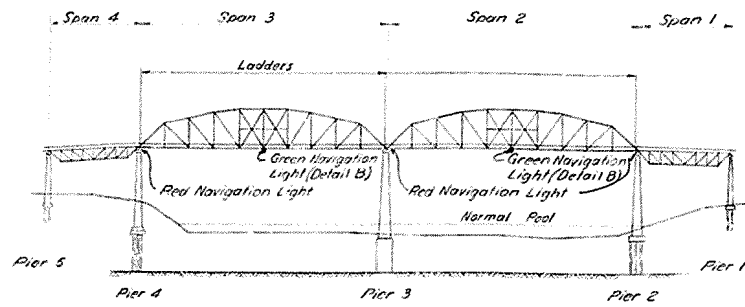 Span 4
Span 3
Span 2
Span 1
Ladders
Green Navigation
Light (Detail B)
Green Navigation
Light (Detail B)
Red Navigation Light
Red Navigation Light
Normal Pool
Pier 5
Pier 4
Pier 3
Pier 2
Pier 1